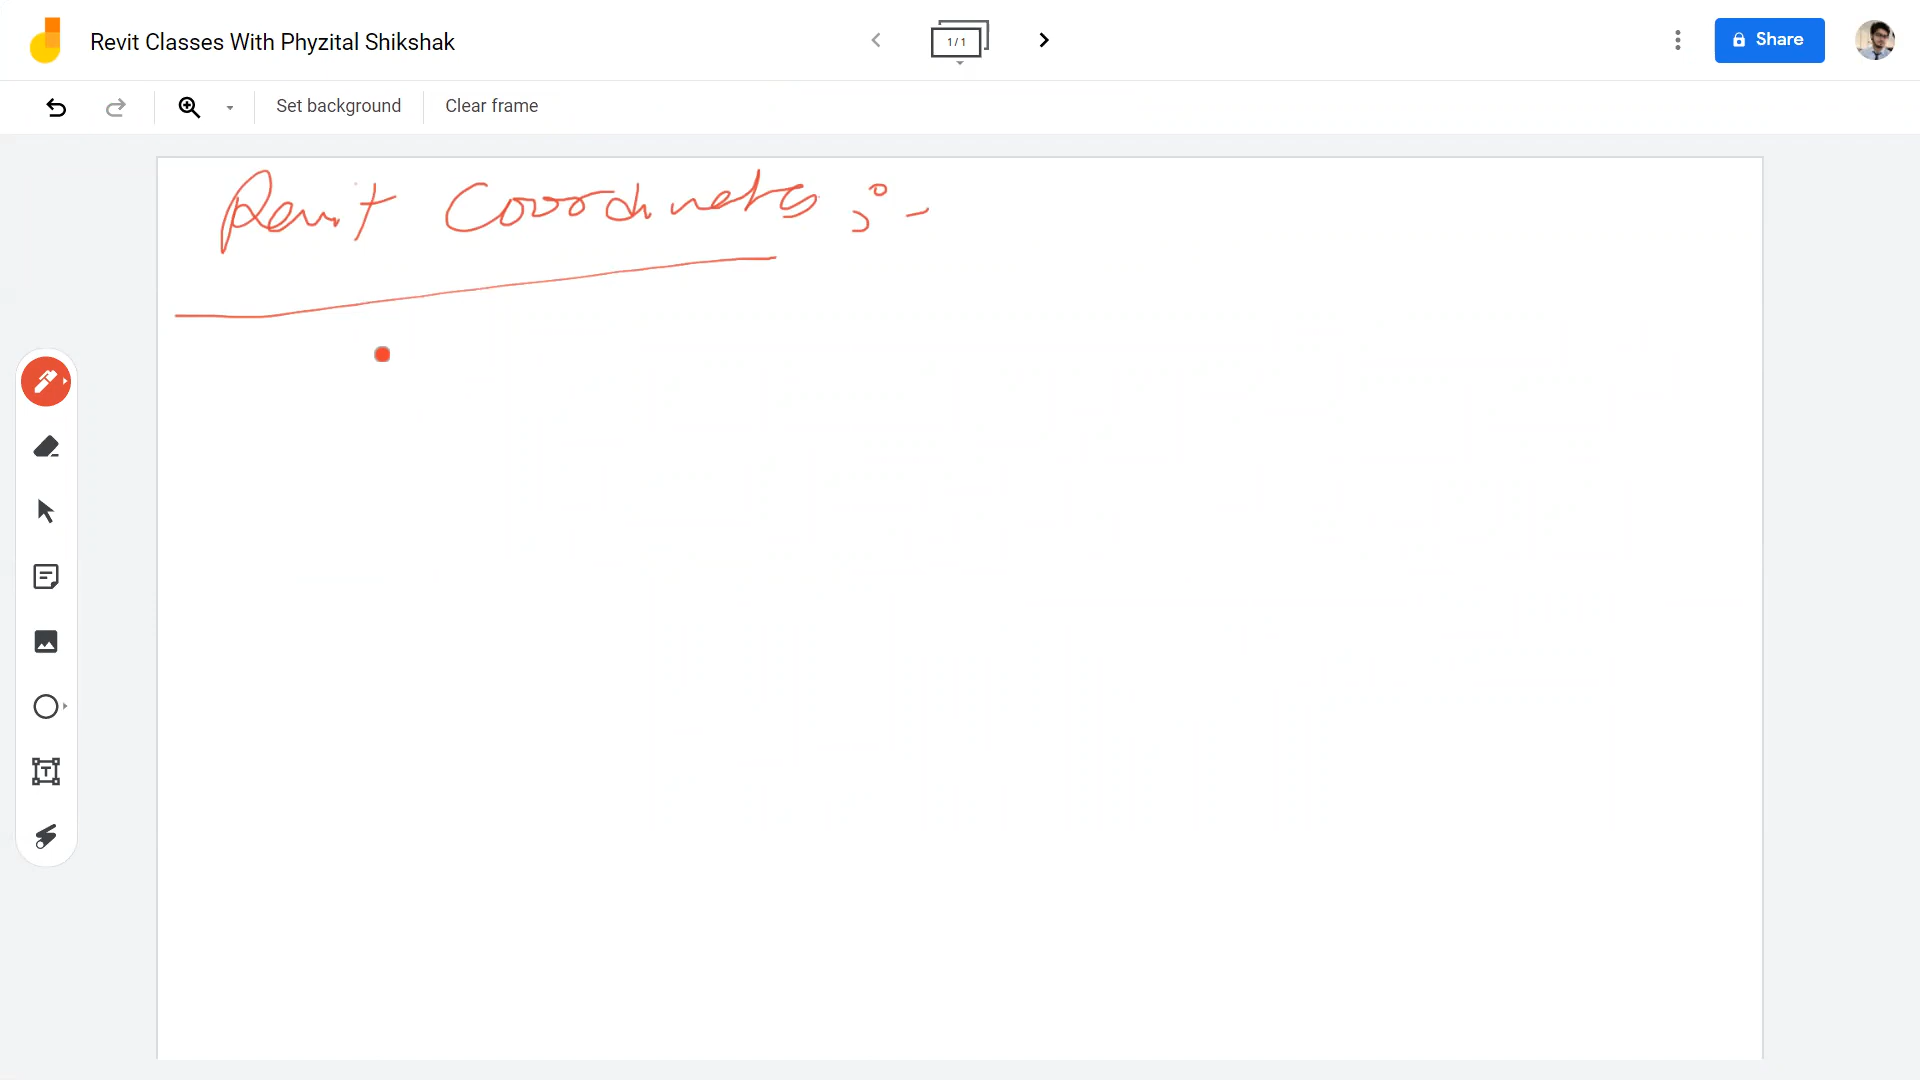 Revit Classes With Phyzital Shikshak
1/1
Share
Set background
Clear frame
Revit Coordinates :-